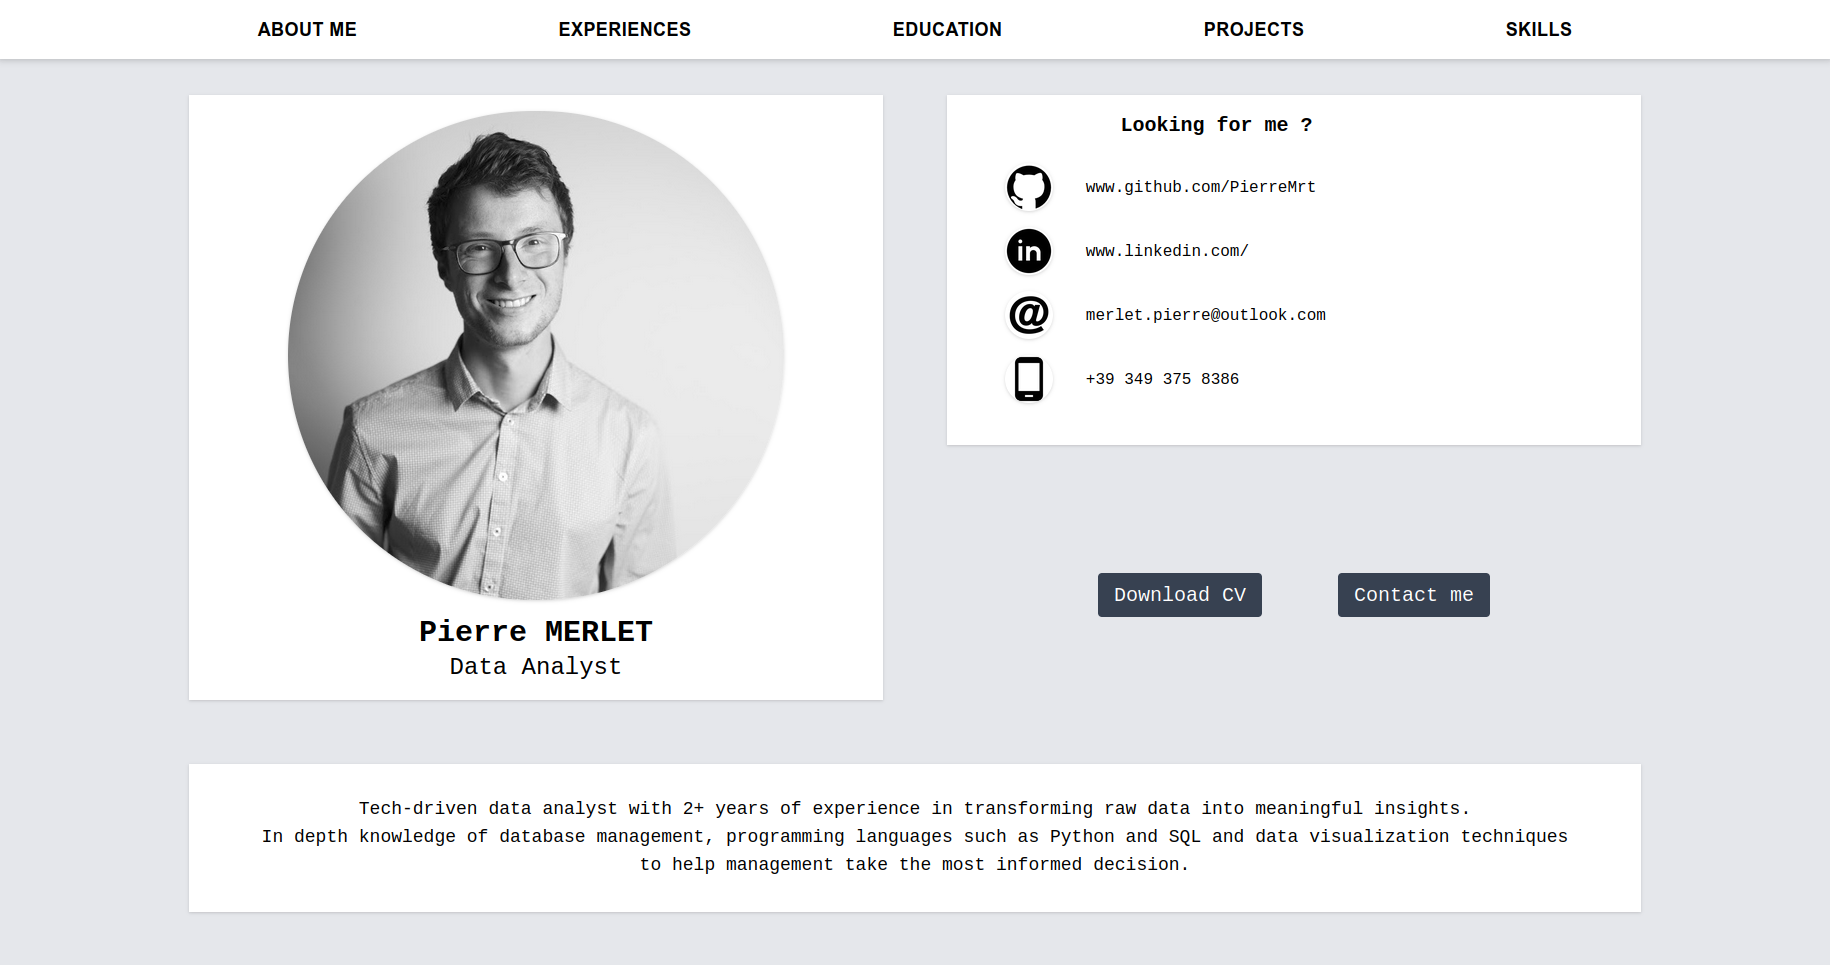 ABOUT ME
EXPERIENCES
EDUCATION
PROJECTS
SKILLS
Pierre MERLET
Data Analyst
Looking for me ?
www.github.com/PierreMrt
in
www.linkedin.com/
@
merlet.pierre@outlook.com
+39 349 375 8386
Download CV
Contact me
Tech-driven data analyst with 2+ years of experience in transforming raw data into meaningful insights.
In depth knowledge of database management, programming languages such as Python and SQL and data visualization techniques
to help management take the most informed decision.